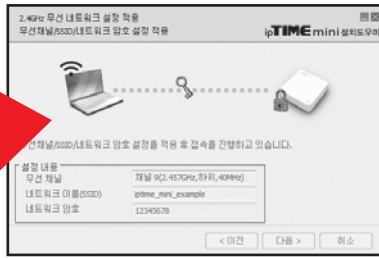 2.4GHz 무선 네트워크 설정 적용
무선채널/SSID/네트워크 암호 설정 적용
ipTIME mini 설치도우미
무선채널/SSID/네트워크 암호 설정을 적용 후 접속을 진행하고 있습니다.
설정 내용
무선 채널
채널 9(2.457GHz,하위,40MHz)
네트워크 이름(SSID)
iptime_mini_example
네트워크 암호
12345678
< 이전
다음 >
취소